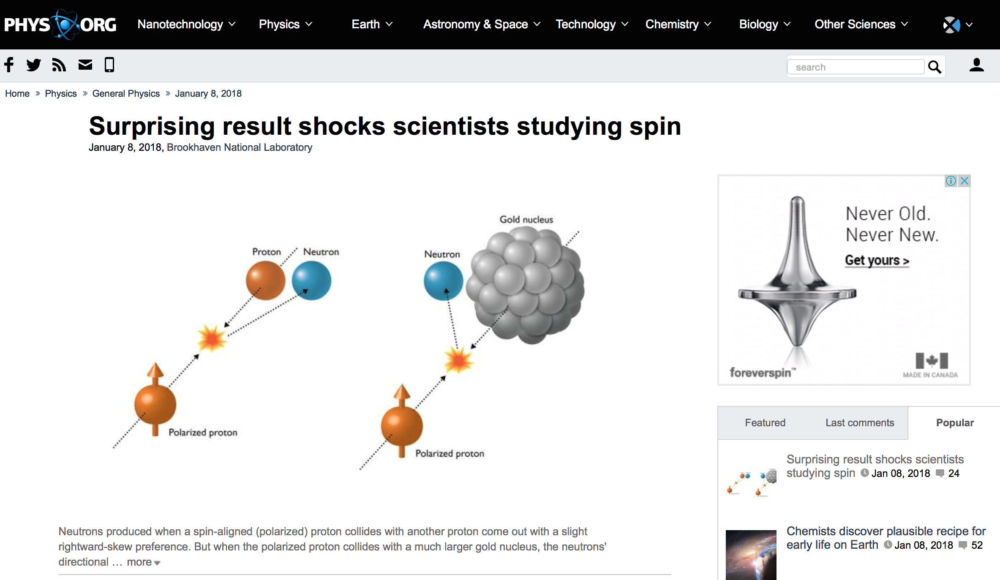 PHYS ORG
Nanotechnology
Physics
Earth
Astronomy & Space
Technology
Chemistry
Biology
Other Sciences
search
Home » Physics » General Physics » January 8, 2018
Surprising result shocks scientists studying spin
January 8, 2018, Brookhaven National Laboratory
Gold nucleus
Proton
Neutron
Neutron
Polarized proton
Polarized proton
Neutrons produced when a spin-aligned (polarized) proton collides with another proton come out with a slight
rightward-skew preference. But when the polarized proton collides with a much larger gold nucleus, the neutrons'
directional … more
Never Old.
Never New.
Get yours >
foreverspin™
MADE IN CANADA
Featured
Last comments
Popular
Surprising result shocks scientists
studying spin Jan 08, 2018 24
Chemists discover plausible recipe for
early life on Earth Jan 08, 2018 52